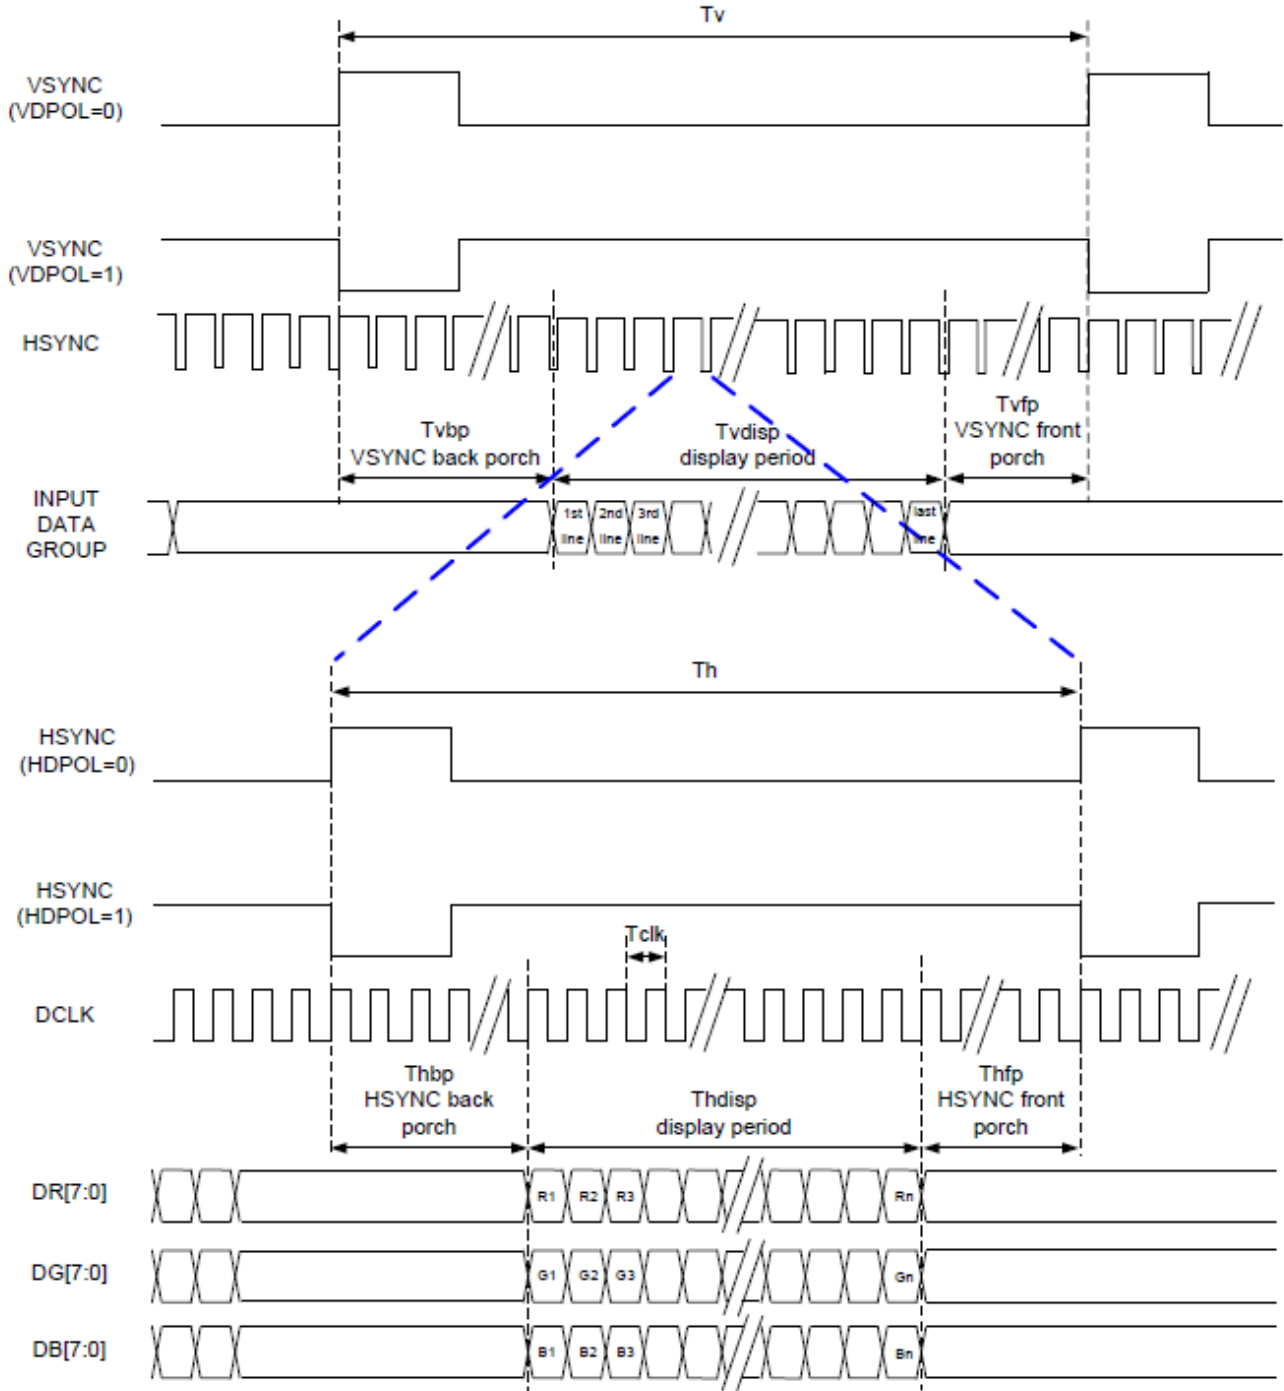 Tv
VSYNC
(VDPOL=0)
VSYNC
(VDPOL=1)
HSYNC
Tvbp
VSYNC back porch
Tvdisp
display period
Tvfp
VSYNC front
porch
INPUT
DATA
GROUP
1st
line
2nd
line
3rd
line
last
line
Th
HSYNC
(HDPOL=0)
HSYNC
(HDPOL=1)
Tclk
DCLK
Thbp
HSYNC back
porch
Thdisp
display period
Thfp
HSYNC front
porch
DR[7:0]
R1 R2 R3 Rn
DG[7:0]
G1 G2 G3 Gn
DB[7:0]
B1 B2 B3 Bn